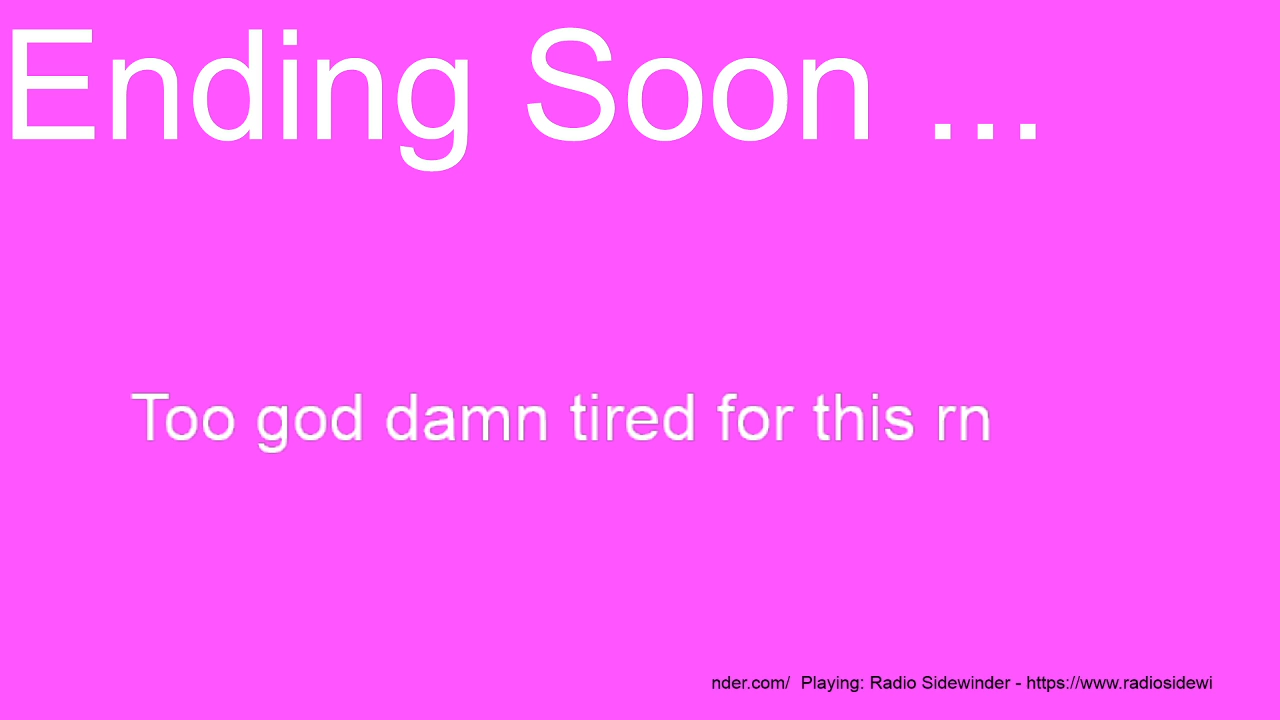 Ending Soon ...
Too god damn tired for this rn
nder.com/  Playing: Radio Sidewinder - https://www.radiosidewi